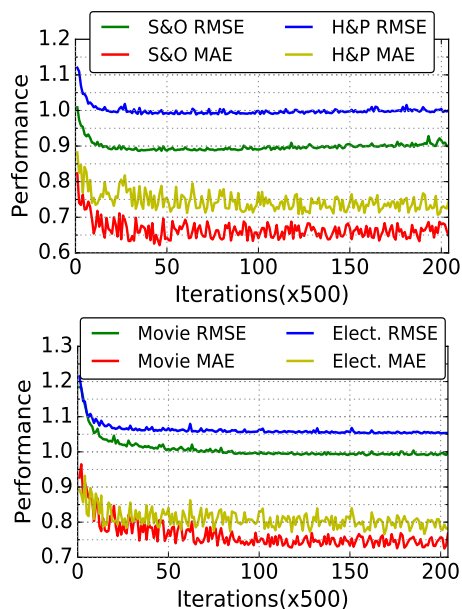 S&O RMSE H&P RMSE
S&O MAE H&P MAE
1.2
1.1
1.0
0.9
0.8
0.7
0.6
Performance
0 50 100 150 200
Iterations(x500)
Movie RMSE Elect. RMSE
Movie MAE Elect. MAE
1.3
1.2
1.1
1.0
0.9
0.8
0.7
Performance
0 50 100 150 200
Iterations(x500)